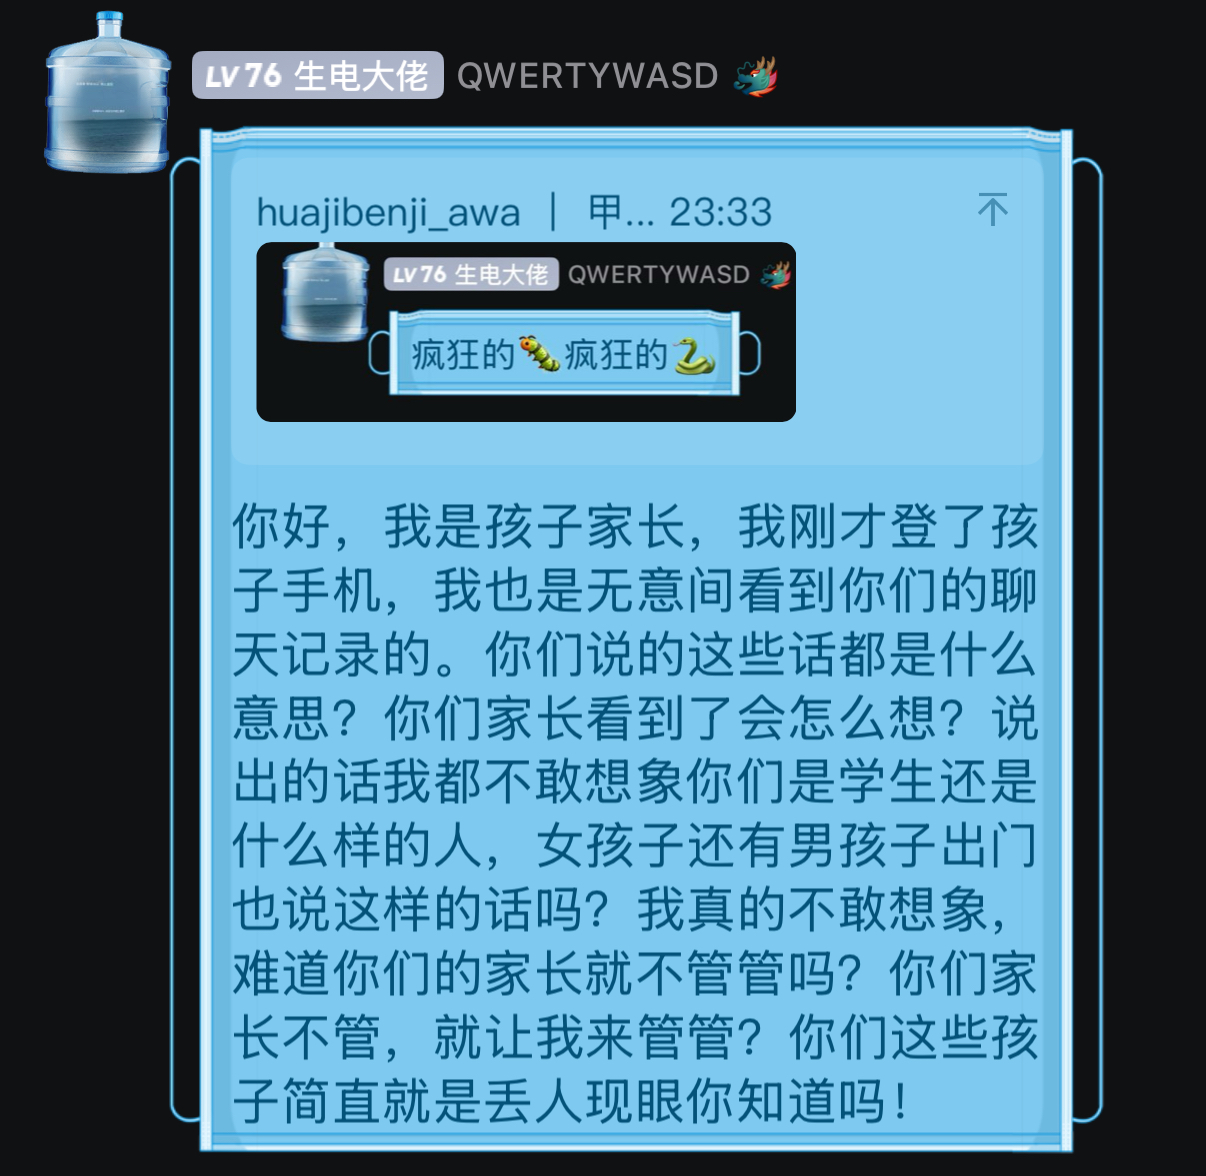 LV 76 生电大佬 QWERTYWASD
huajibenji_awa | 甲... 23:33
LV 76 生电大佬 QWERTYWASD
疯狂的🐛疯狂的🐍
你好，我是孩子家长，我刚才登了孩
子手机，我也是无意间看到你们的聊
天记录的。你们说的这些话都是什么
意思？你们家长看到了会怎么想？说
出的话我都不敢想象你们是学生还是
什么样的人，女孩子还有男孩子出门
也说这样的话吗？我真的不敢想象，
难道你们的家长就不管管吗？你们家
长不管，就让我来管管？你们这些孩
子简直就是丢人现眼你知道吗！